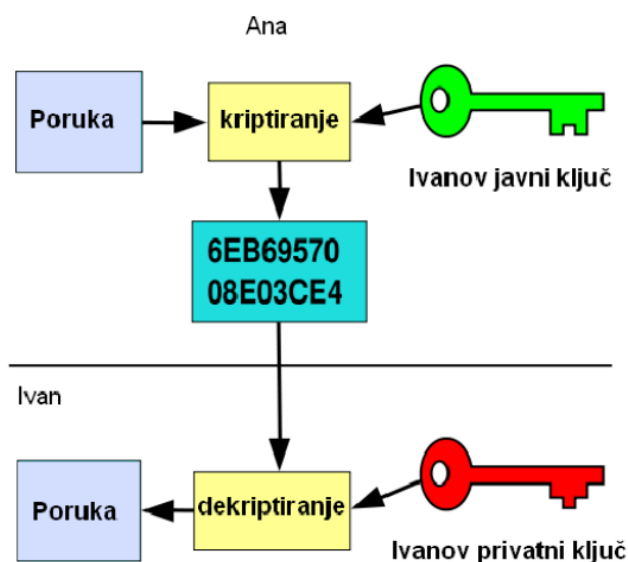 Ana
Poruka
kriptiranje
Ivanov javni ključ
6EB69570
08E03CE4
Ivan
Poruka
dekriptiranje
Ivanov privatni ključ